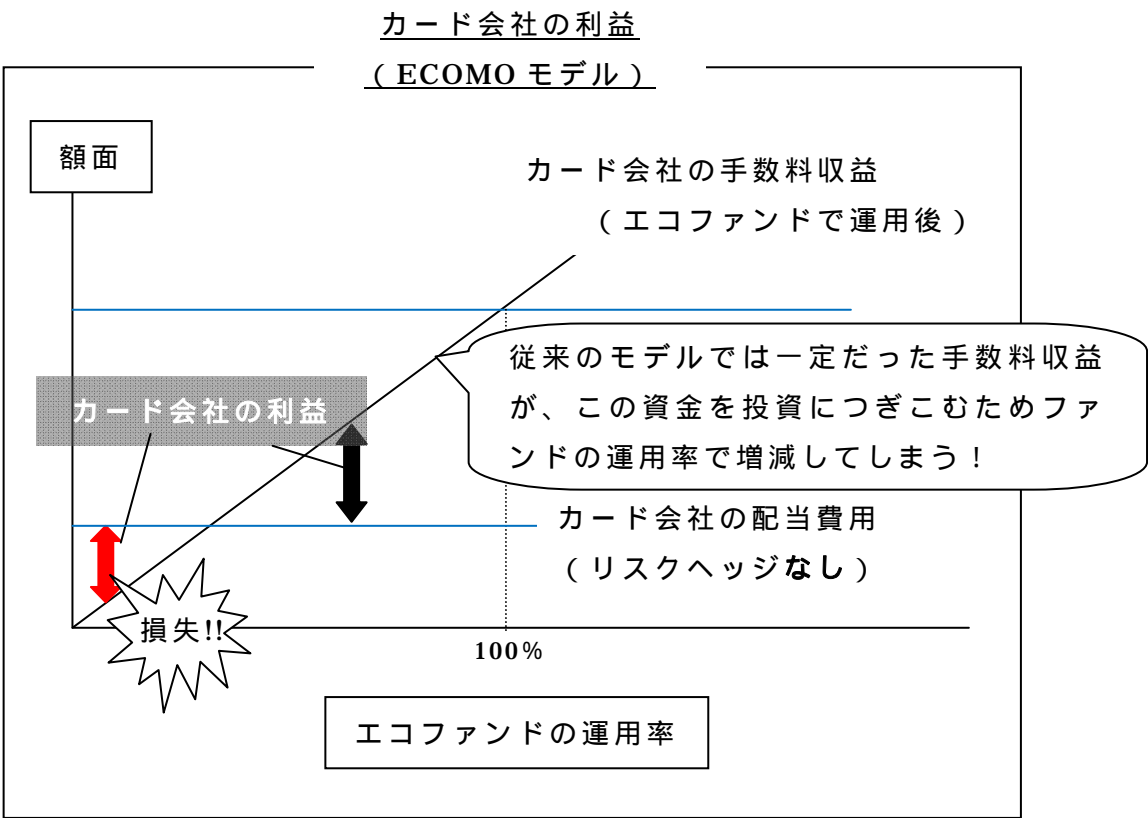 カード会社の利益
(ECOMOモデル)
額面
カード会社の手数料収益
(エコファンドで運用後)
従来のモデルでは一定だった手数料収益
が、この資金を投資につぎこむためファ
ンドの運用率で増減してしまう!
カード会社の利益
カード会社の配当費用
(リスクヘッジなし)
損失!!
100%
エコファンドの運用率